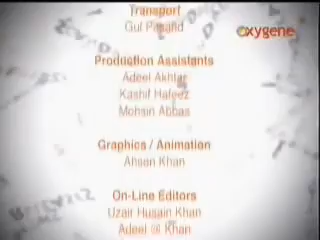 Transport
oxygene
Gul Pasand
Production Assistants
Adeel Akhtar
Kashif Hafeez
Mohsin Abbas
Graphics / Animation
Ahsan Khan
On-Line Editors
Uzair Husain Khan
Adeel @ Khan